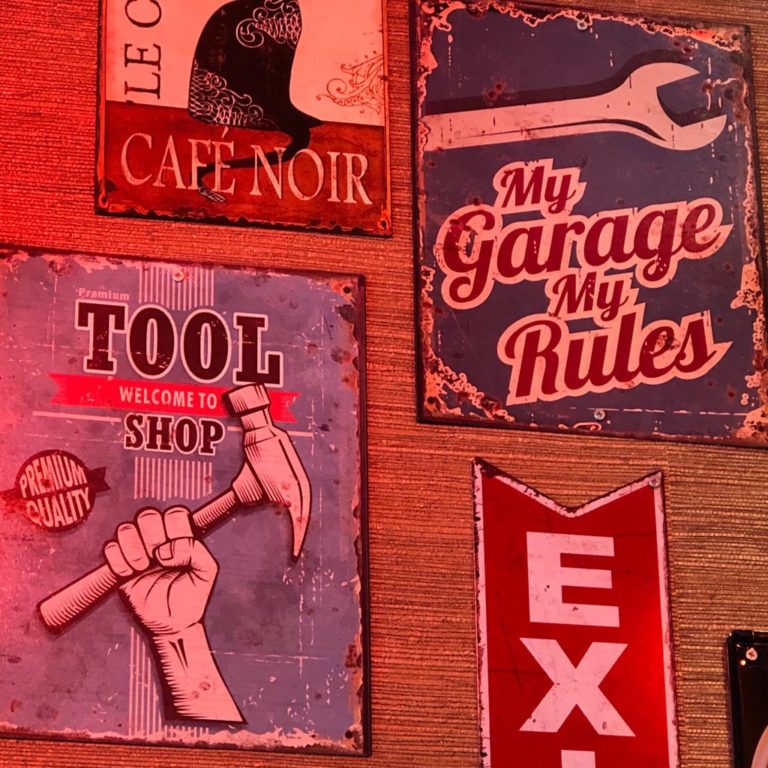 LE C
CAFÉ NOIR
My
Garage
My
Rules
Premium
TOOL
WELCOME TO
SHOP
PREMIUM
QUALITY
EX